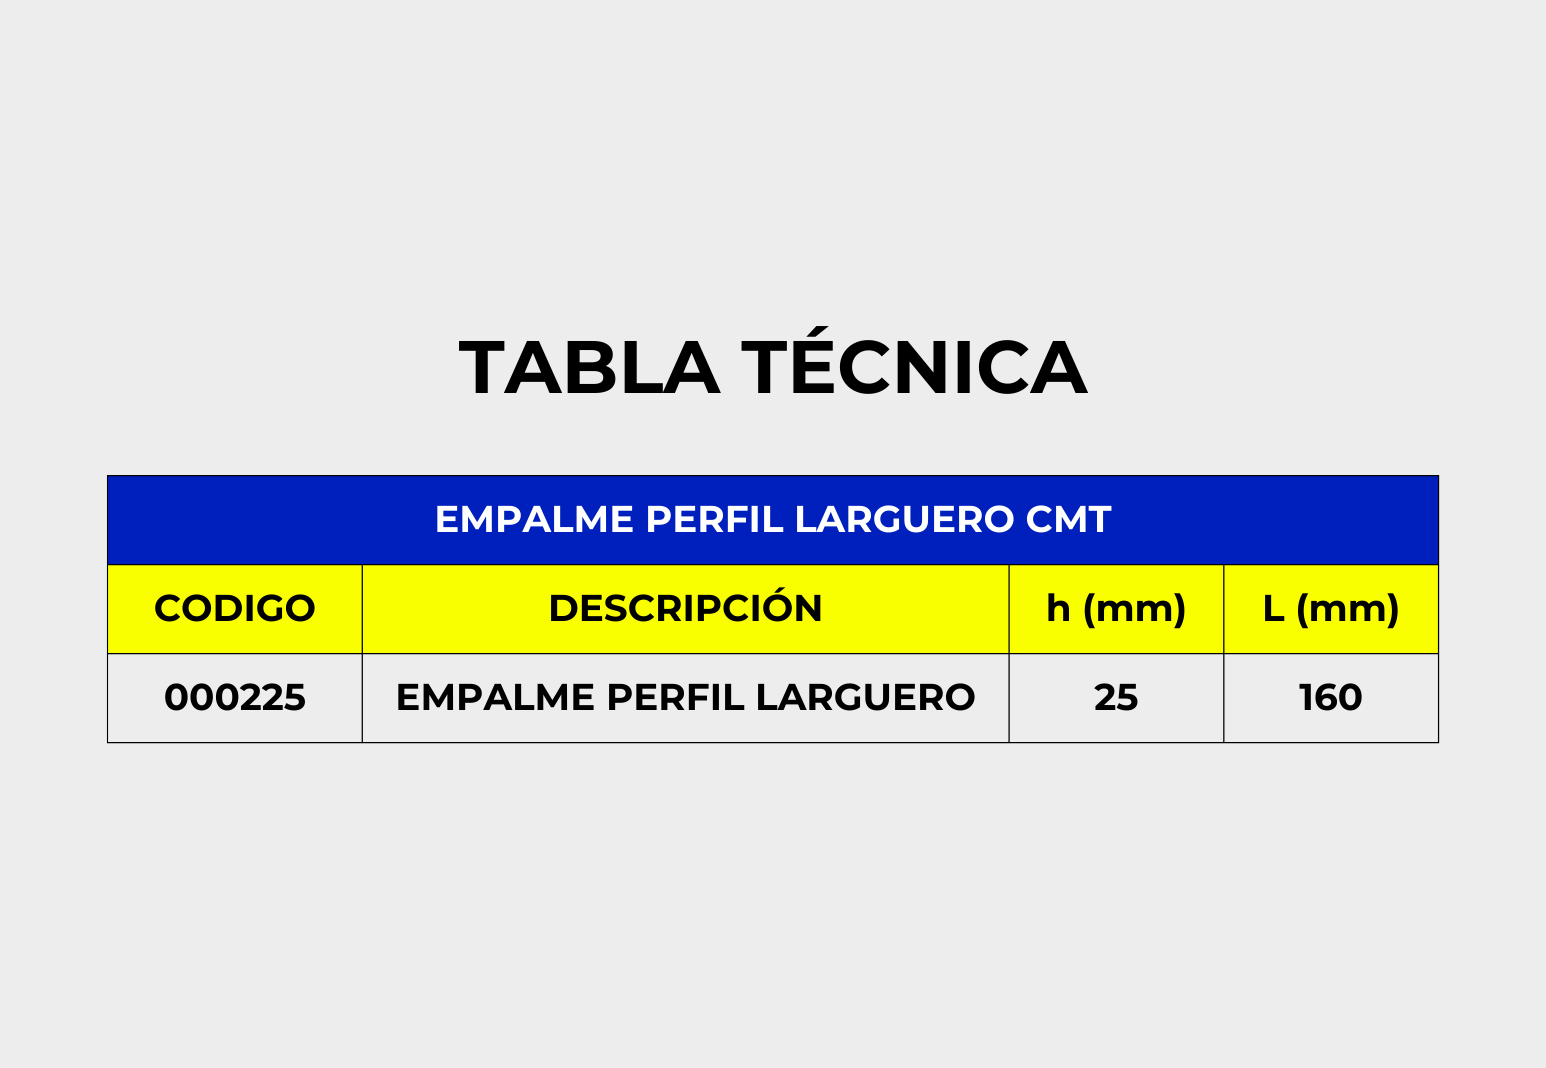 TABLA TÉCNICA
EMPALME PERFIL LARGUERO CMT
CODIGO DESCRIPCIÓN h (mm) L (mm)
000225 EMPALME PERFIL LARGUERO 25 160